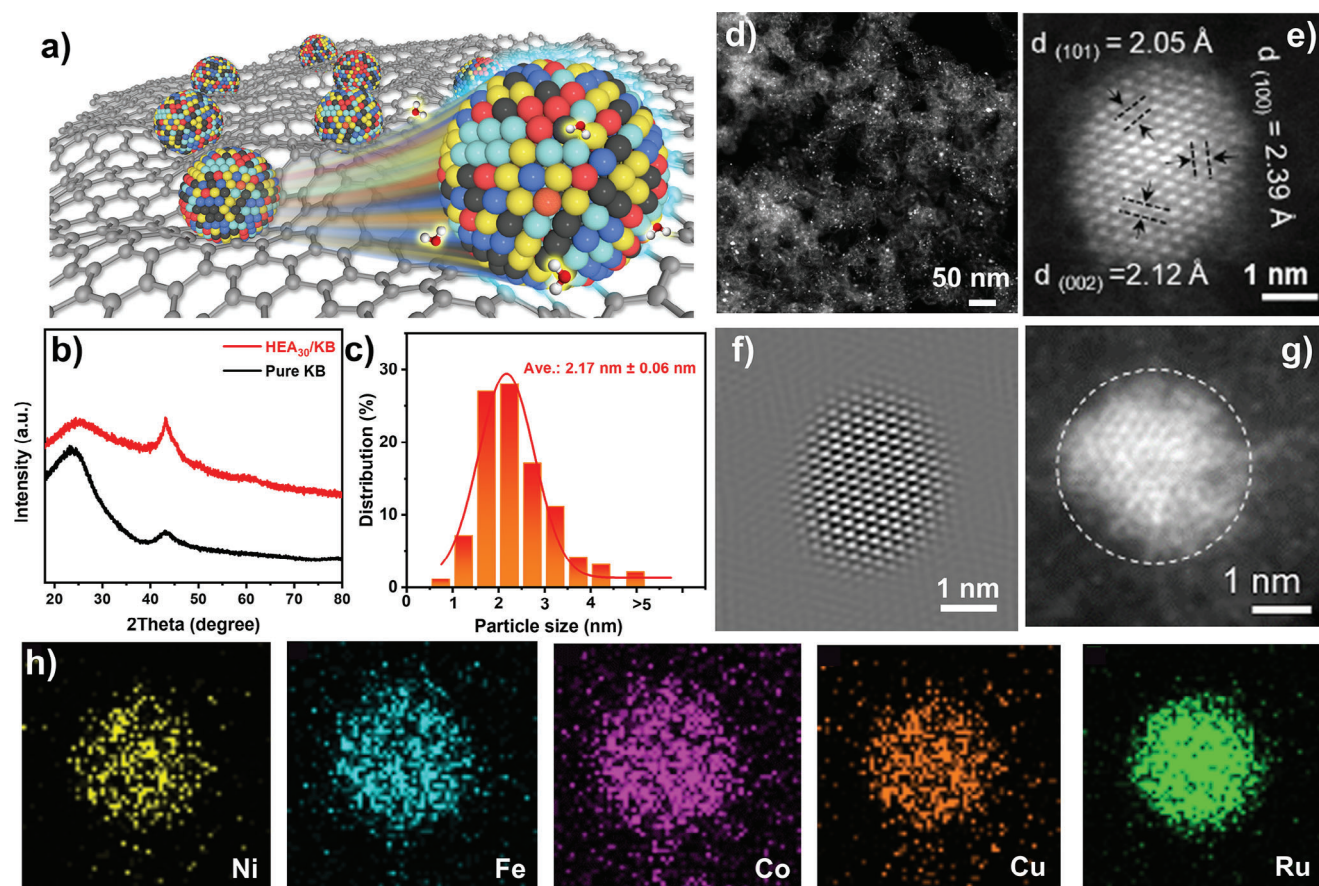 a)
b)
HEA₃₀/KB
Pure KB
Intensity (a.u.)
20 30 40 50 60 70 80
2Theta (degree)
c)
Ave.: 2.17 nm ± 0.06 nm
Distribution (%)
30
20
10
0
0 1 2 3 4 >5
Particle size (nm)
d)
50 nm
e)
d (101) = 2.05 Å
d (100) = 2.39 Å
d (002) = 2.12 Å
1 nm
f)
1 nm
g)
1 nm
h)
Ni
Fe
Co
Cu
Ru